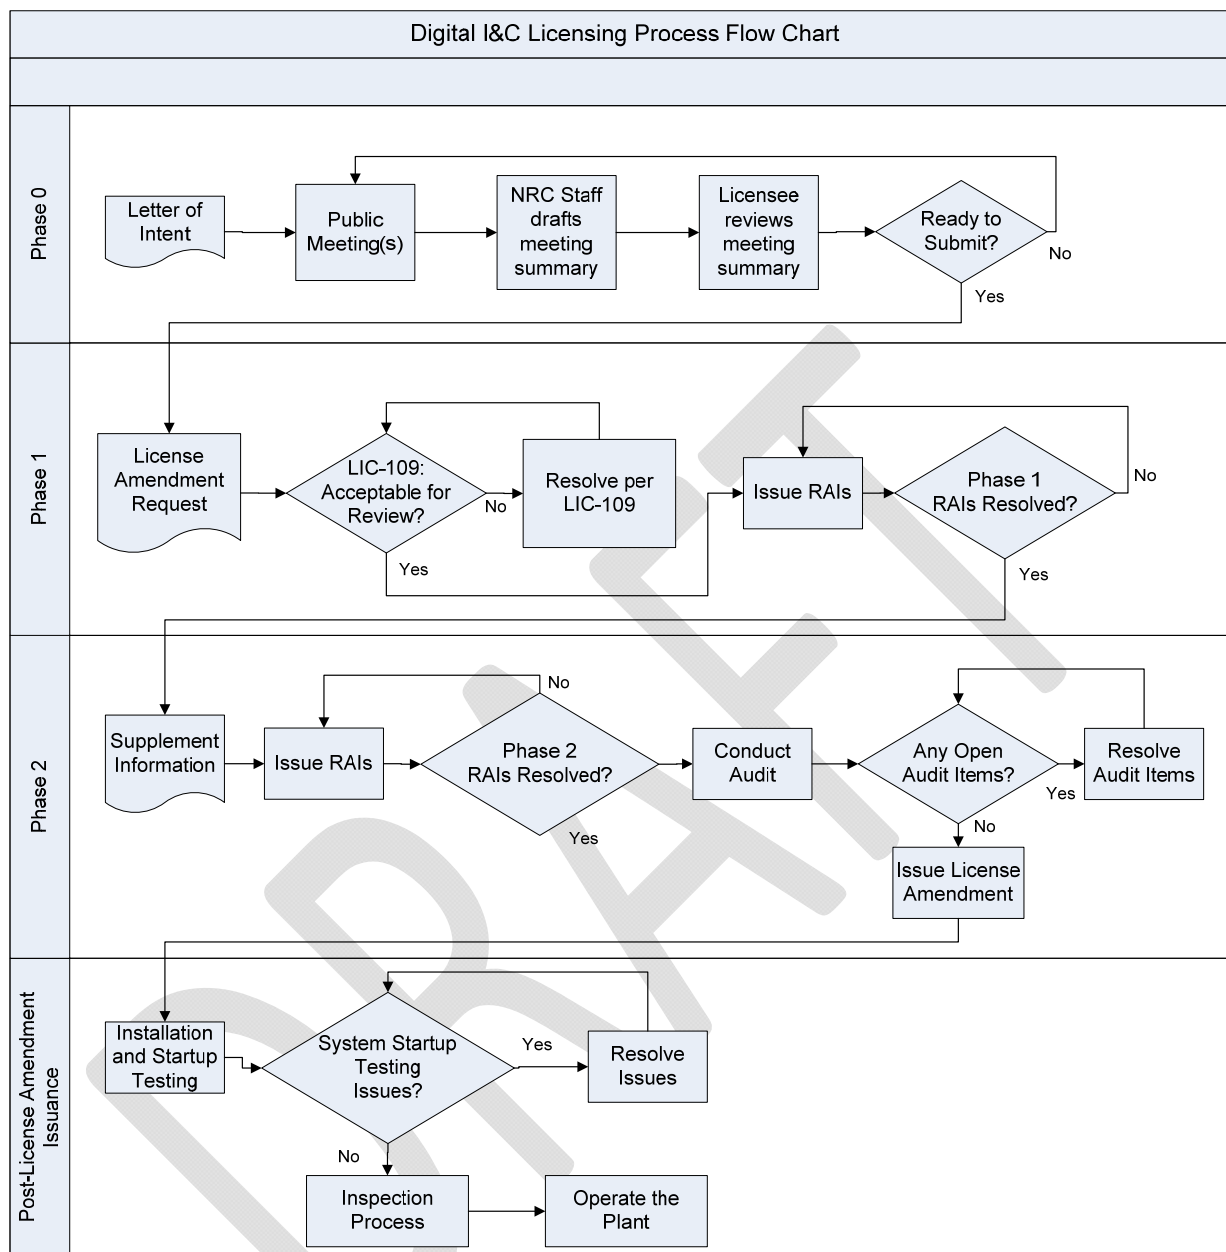 Digital I&C Licensing Process Flow Chart
Phase 0
Letter of
Intent
Public
Meeting(s)
NRC Staff
drafts
meeting
summary
Licensee
reviews
meeting
summary
Ready to
Submit?
No
Yes
Phase 1
License
Amendment
Request
LIC-109:
Acceptable for
Review?
No
Yes
Resolve per
LIC-109
Issue RAIs
Phase 1
RAIs Resolved?
No
Yes
Phase 2
Supplement
Information
Issue RAIs
No
Phase 2
RAIs Resolved?
Yes
Conduct
Audit
Any Open
Audit Items?
Yes
No
Resolve
Audit Items
Issue License
Amendment
Post-License Amendment
Issuance
Installation
and Startup
Testing
System Startup
Testing
Issues?
Yes
No
Resolve
Issues
Inspection
Process
Operate the
Plant
DRAFT